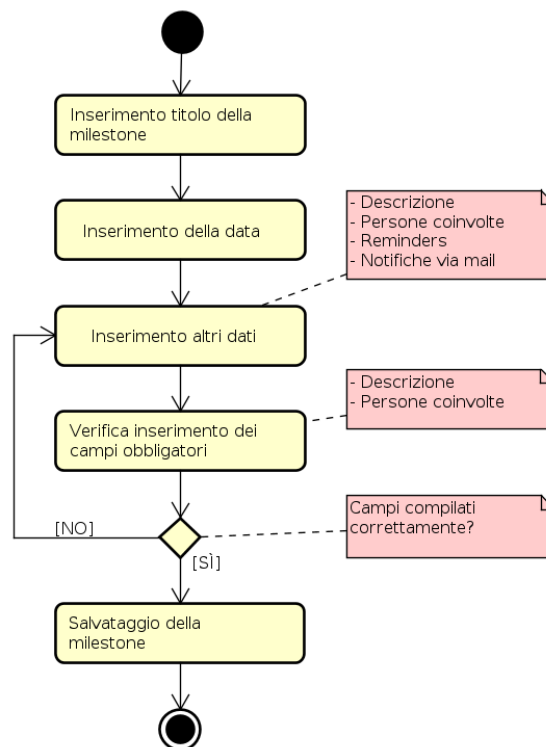 Inserimento titolo della
milestone
Inserimento della data
- Descrizione
- Persone coinvolte
- Reminders
- Notifiche via mail
Inserimento altri dati
- Descrizione
- Persone coinvolte
Verifica inserimento dei
campi obbligatori
Campi compilati
correttamente?
[NO]
[SÌ]
Salvataggio della
milestone